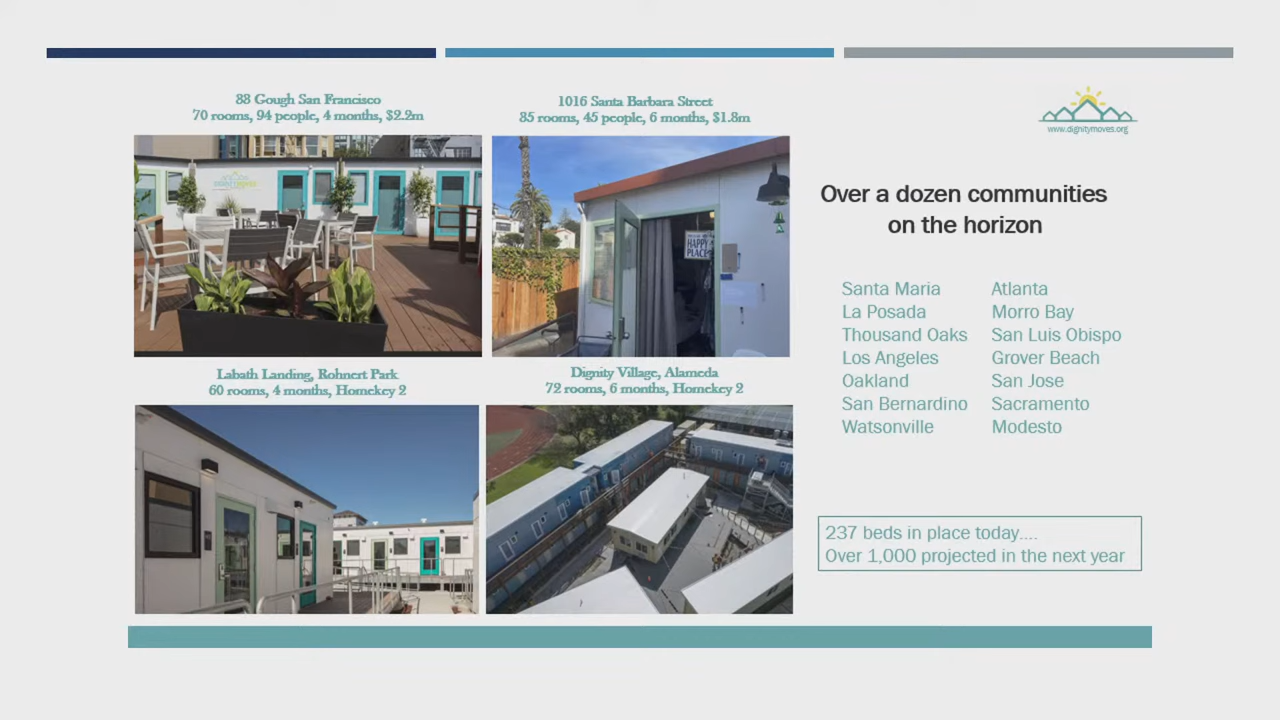 88 Gough San Francisco
70 rooms, 94 people, 4 months, $2.2m
1016 Santa Barbara Street
85 rooms, 45 people, 6 months, $1.8m
www.dignitymoves.org
HAPPY
PLACE
Labath Landing, Rohnert Park
60 rooms, 4 months, Homekey 2
Dignity Village, Alameda
72 rooms, 6 months, Homekey 2
Over a dozen communities
on the horizon
Santa Maria
La Posada
Thousand Oaks
Los Angeles
Oakland
San Bernardino
Watsonville
Atlanta
Morro Bay
San Luis Obispo
Grover Beach
San Jose
Sacramento
Modesto
237 beds in place today....
Over 1,000 projected in the next year